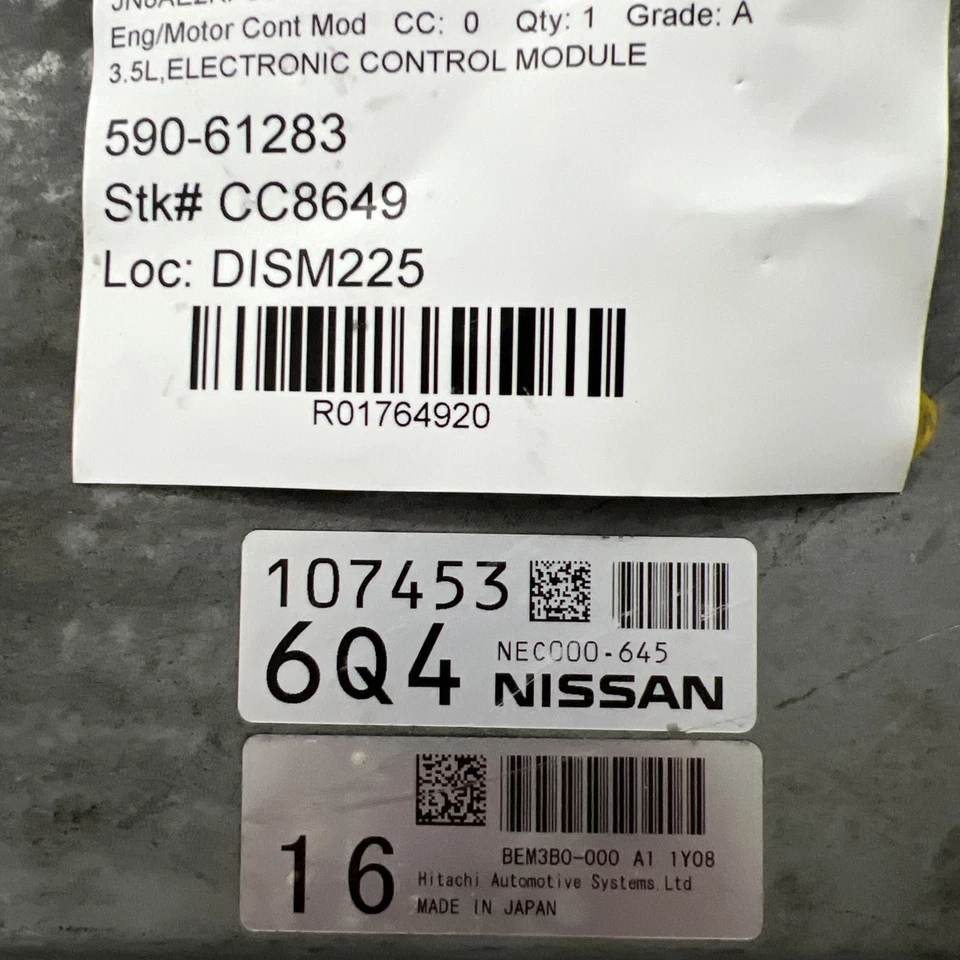 Eng/Motor Cont Mod CC: 0 Qty: 1 Grade: A
3.5L,ELECTRONIC CONTROL MODULE
590-61283
Stk# CC8649
Loc: DISM225
R01764920
107453
6Q4
NEC000-645
NISSAN
16
BEM3B0-000 A1 1Y08
Hitachi Automotive Systems,Ltd
MADE IN JAPAN